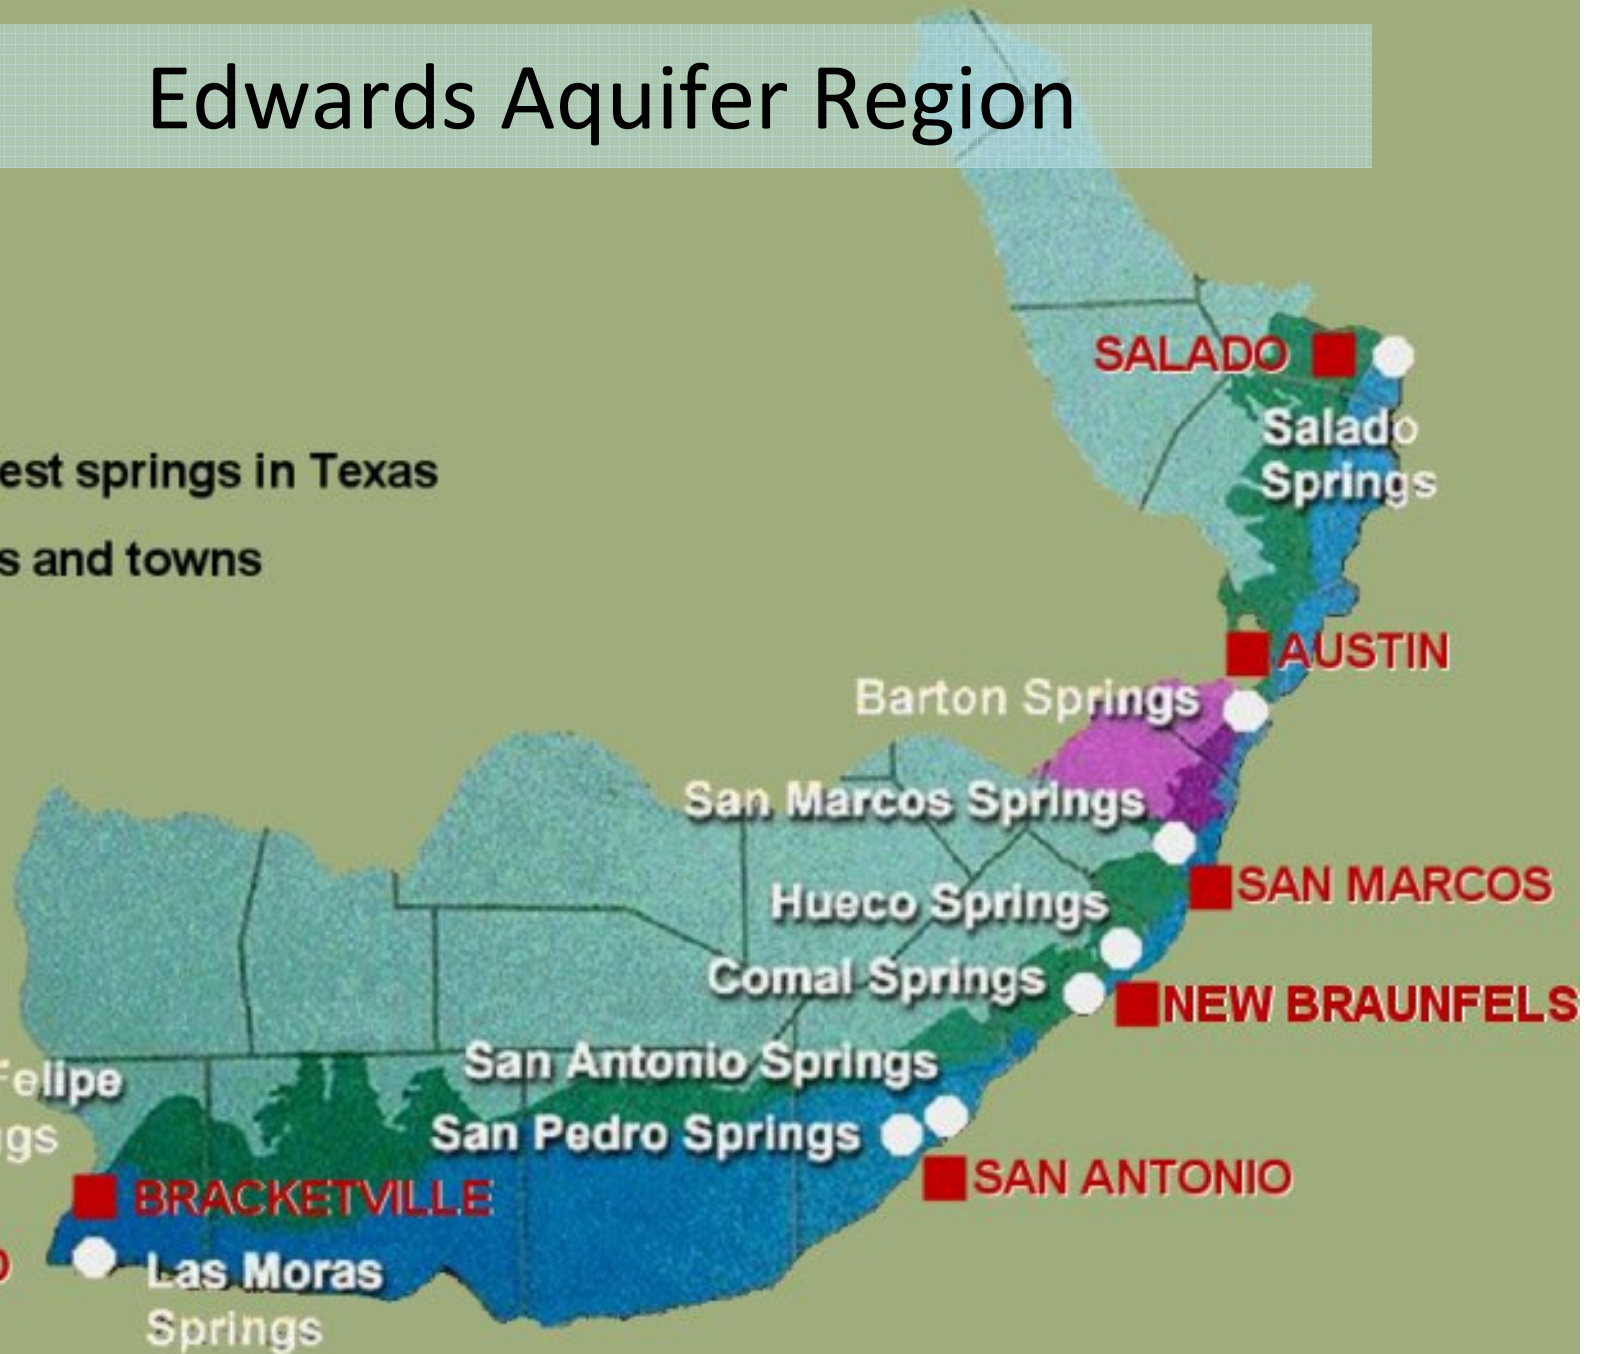 Edwards Aquifer Region
SALADO
Salado
Springs
est springs in Texas
s and towns
AUSTIN
Barton Springs
San Marcos Springs
SAN MARCOS
Hueco Springs
Comal Springs
NEW BRAUNFELS
San Antonio Springs
Felipe
San Pedro Springs
gs
SAN ANTONIO
BRACKETVILLE
Las Moras
Springs